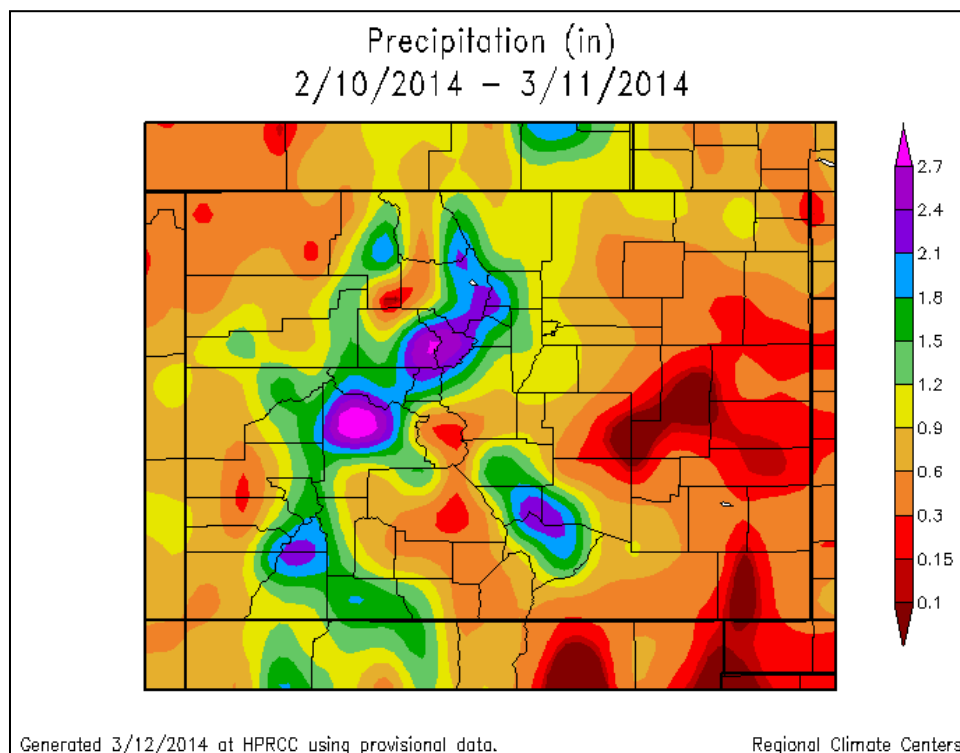 Precipitation (in)
2/10/2014 – 3/11/2014
2.7
2.4
2.1
1.8
1.5
1.2
0.9
0.6
0.3
0.15
0.1
Generated 3/12/2014 at HPRCC using provisional data.
Regional Climate Centers